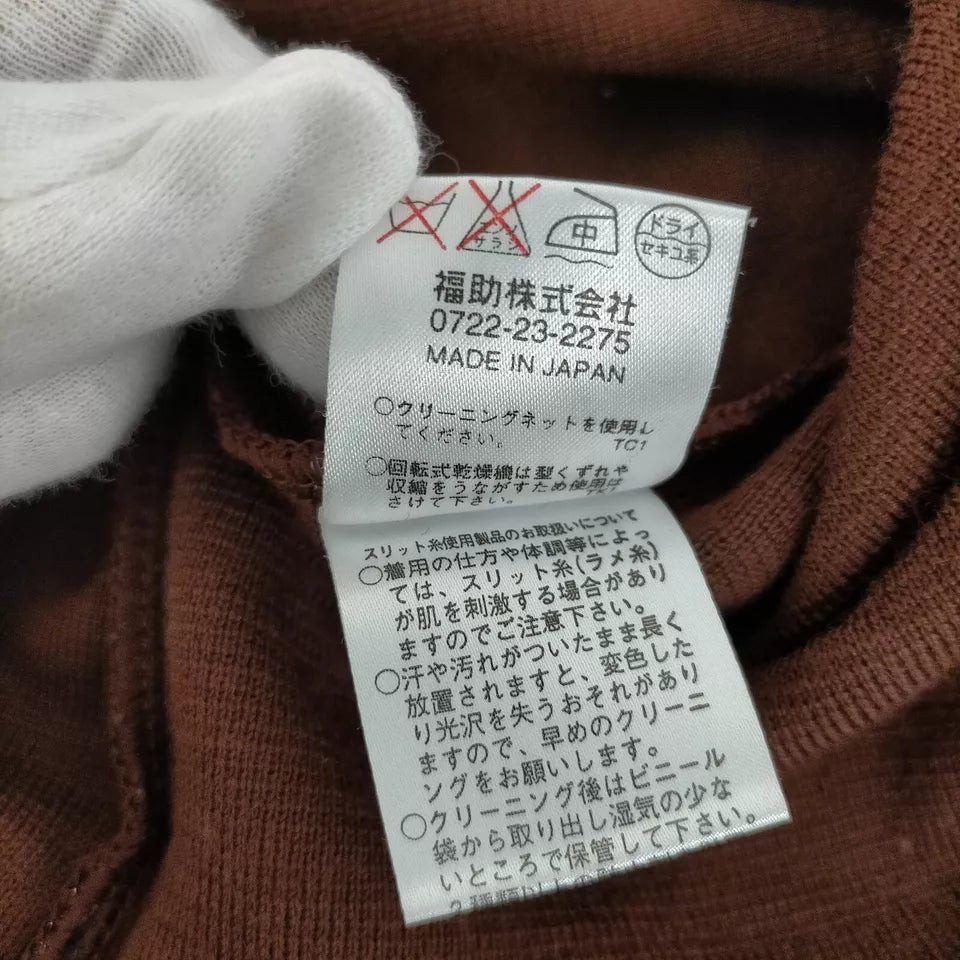 エンソ
サラシ
中
ドライ
セキユ系
福助株式会社
0722-23-2275
MADE IN JAPAN
○クリーニングネットを使用し
てください。
TC1
○回転式乾燥機は型くずれや
収縮をうながすため使用は
さけて下さい。
スリット糸使用製品のお取扱いについて
○着用の仕方や体調等によっ
ては、スリット糸(ラメ糸)
が肌を刺激する場合があり
ますのでご注意下さい。
○汗や汚れがついたまま長く
放置されますと、変色した
り光沢を失うおそれがあり
ますので、早めのクリーニ
ングをお願いします。
○クリーニング後はビニール
袋から取り出し湿気の少な
いところで保管して下さい。